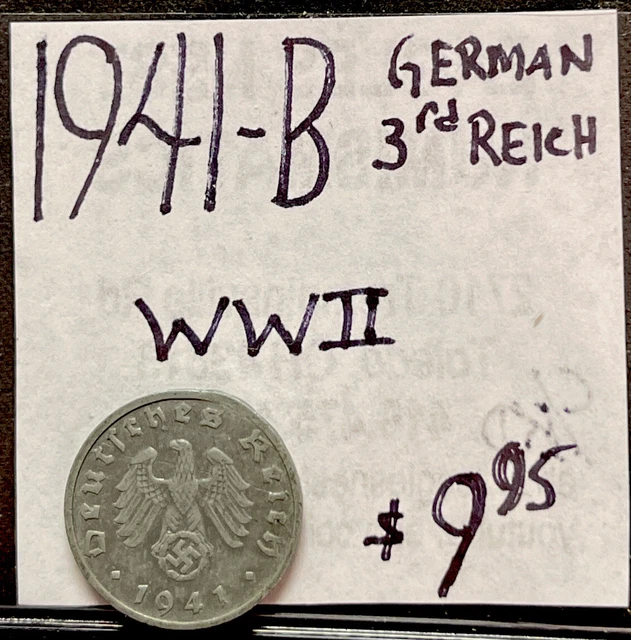 1941-B
GERMAN
3rd REICH
WWII
$9.95
Deutsches Reich
1941